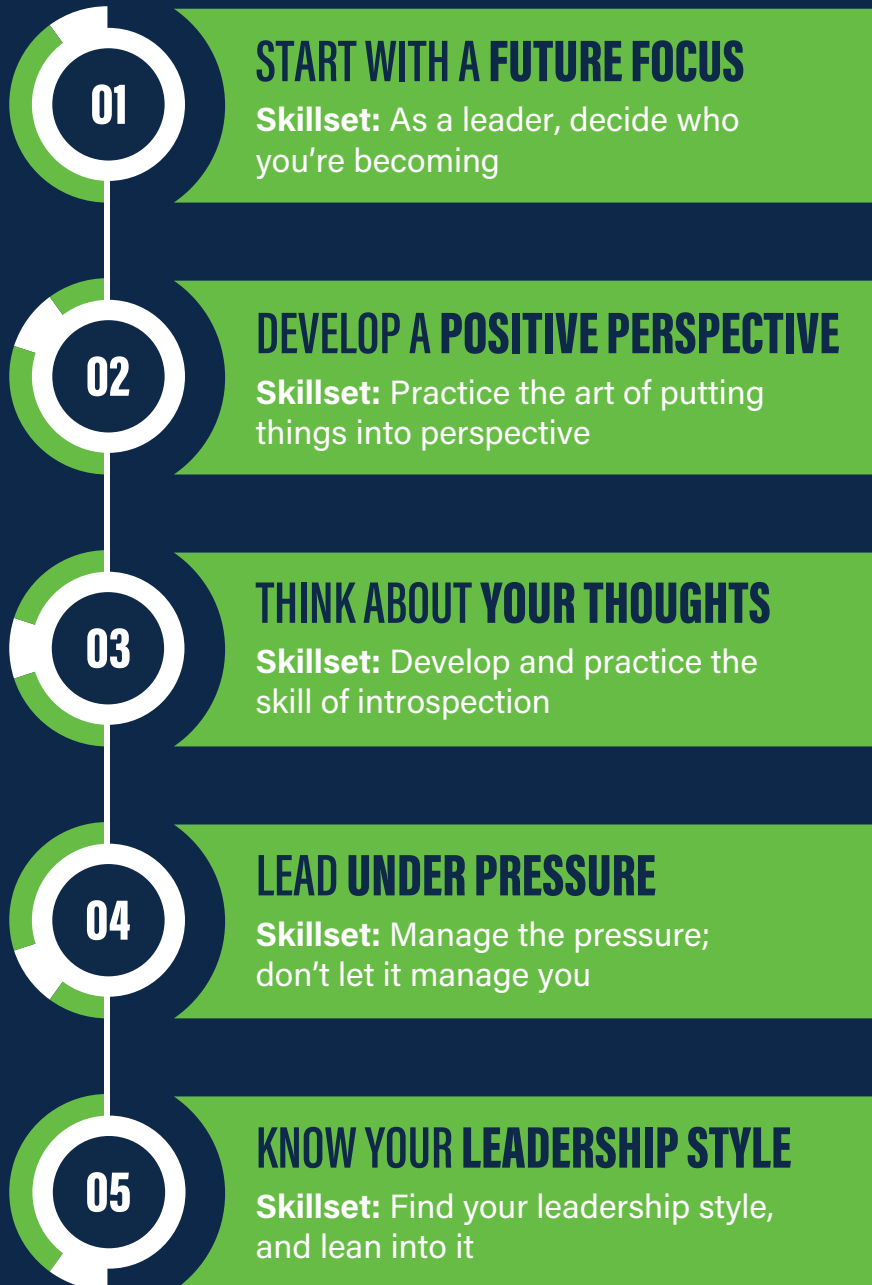 01
START WITH A FUTURE FOCUS
Skillset: As a leader, decide who
you're becoming
02
DEVELOP A POSITIVE PERSPECTIVE
Skillset: Practice the art of putting
things into perspective
03
THINK ABOUT YOUR THOUGHTS
Skillset: Develop and practice the
skill of introspection
04
LEAD UNDER PRESSURE
Skillset: Manage the pressure;
don't let it manage you
05
KNOW YOUR LEADERSHIP STYLE
Skillset: Find your leadership style,
and lean into it